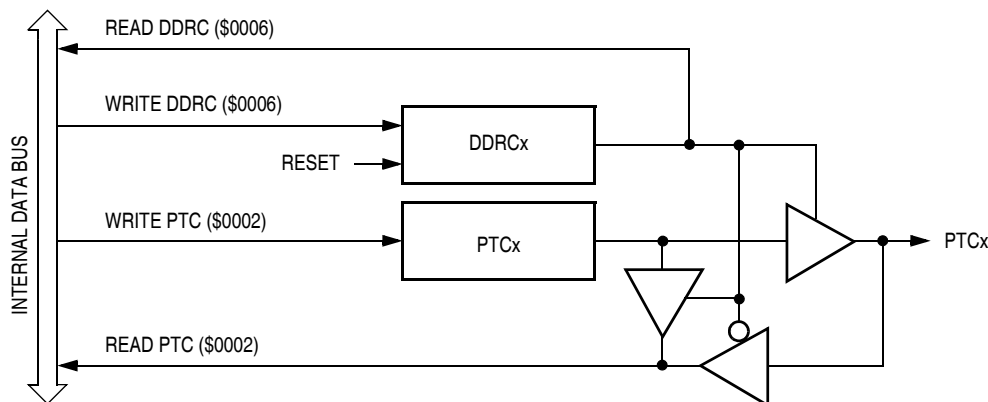 READ DDRC ($0006)
WRITE DDRC ($0006)
DDRCx
RESET
INTERNAL DATA BUS
WRITE PTC ($0002)
PTCx
PTCx
READ PTC ($0002)